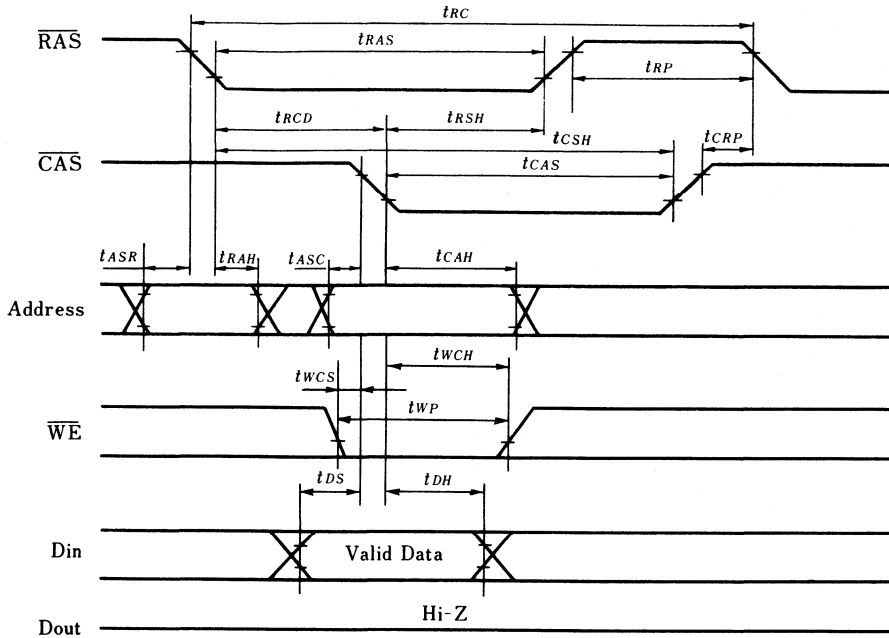 tRC
RAS
tRAS
tRP
tRCD
tRSH
tCSH
tCRP
CAS
tCAS
tASR
tRAH
tASC
tCAH
Address
tWCH
tWCS
tWP
WE
tDS
tDH
Din
Valid Data
Hi-Z
Dout